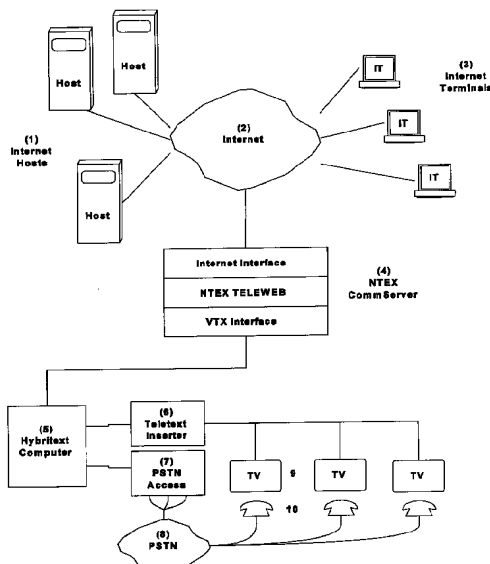 Host
Host
(1)
Internet
Hosts
Host
(2)
Internet
IT
IT
IT
(3)
Internet
Terminals
Internet Interface
NTEX TELEWEB
VTX Interface
(4)
NTEX
CommServer
(5)
Hybritext
Computer
(6)
Teletext
Inserter
(7)
PSTN
Access
(8)
PSTN
TV
9
TV
TV
10